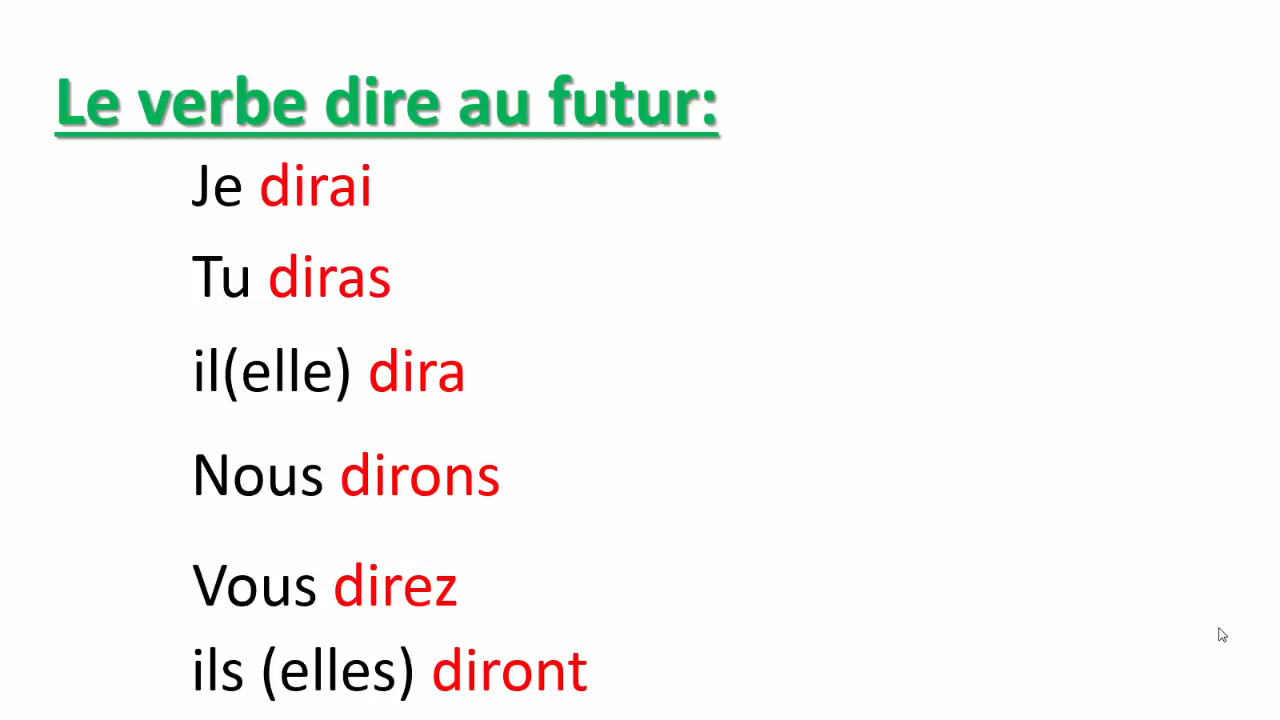 Le verbe dire au futur:
Je dirai
Tu diras
il(elle) dira
Nous dirons
Vous direz
ils (elles) diront